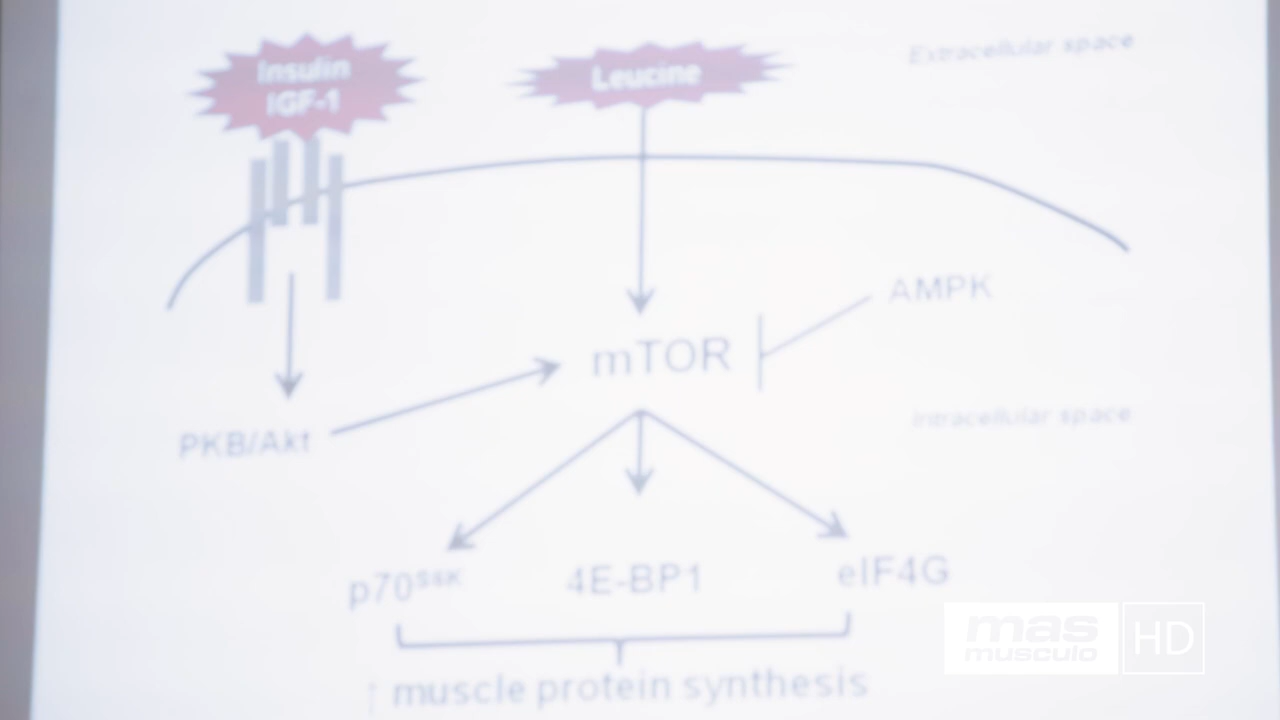 Extracellular space
Insulin
IGF-1
Leucine
AMPK
mTOR
Intracellular space
PKB/Akt
p70S6K
4E-BP1
eIF4G
↑ muscle protein synthesis
mas
musculo
HD